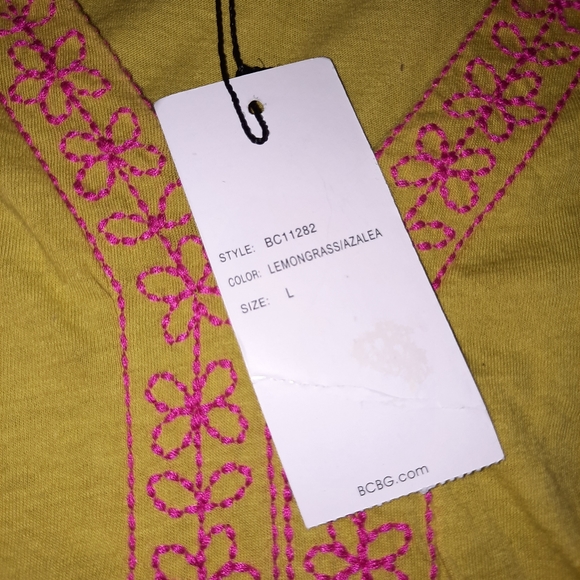 STYLE: BC11282
COLOR: LEMONGRASS/AZALEA
SIZE: L
BCBG.com